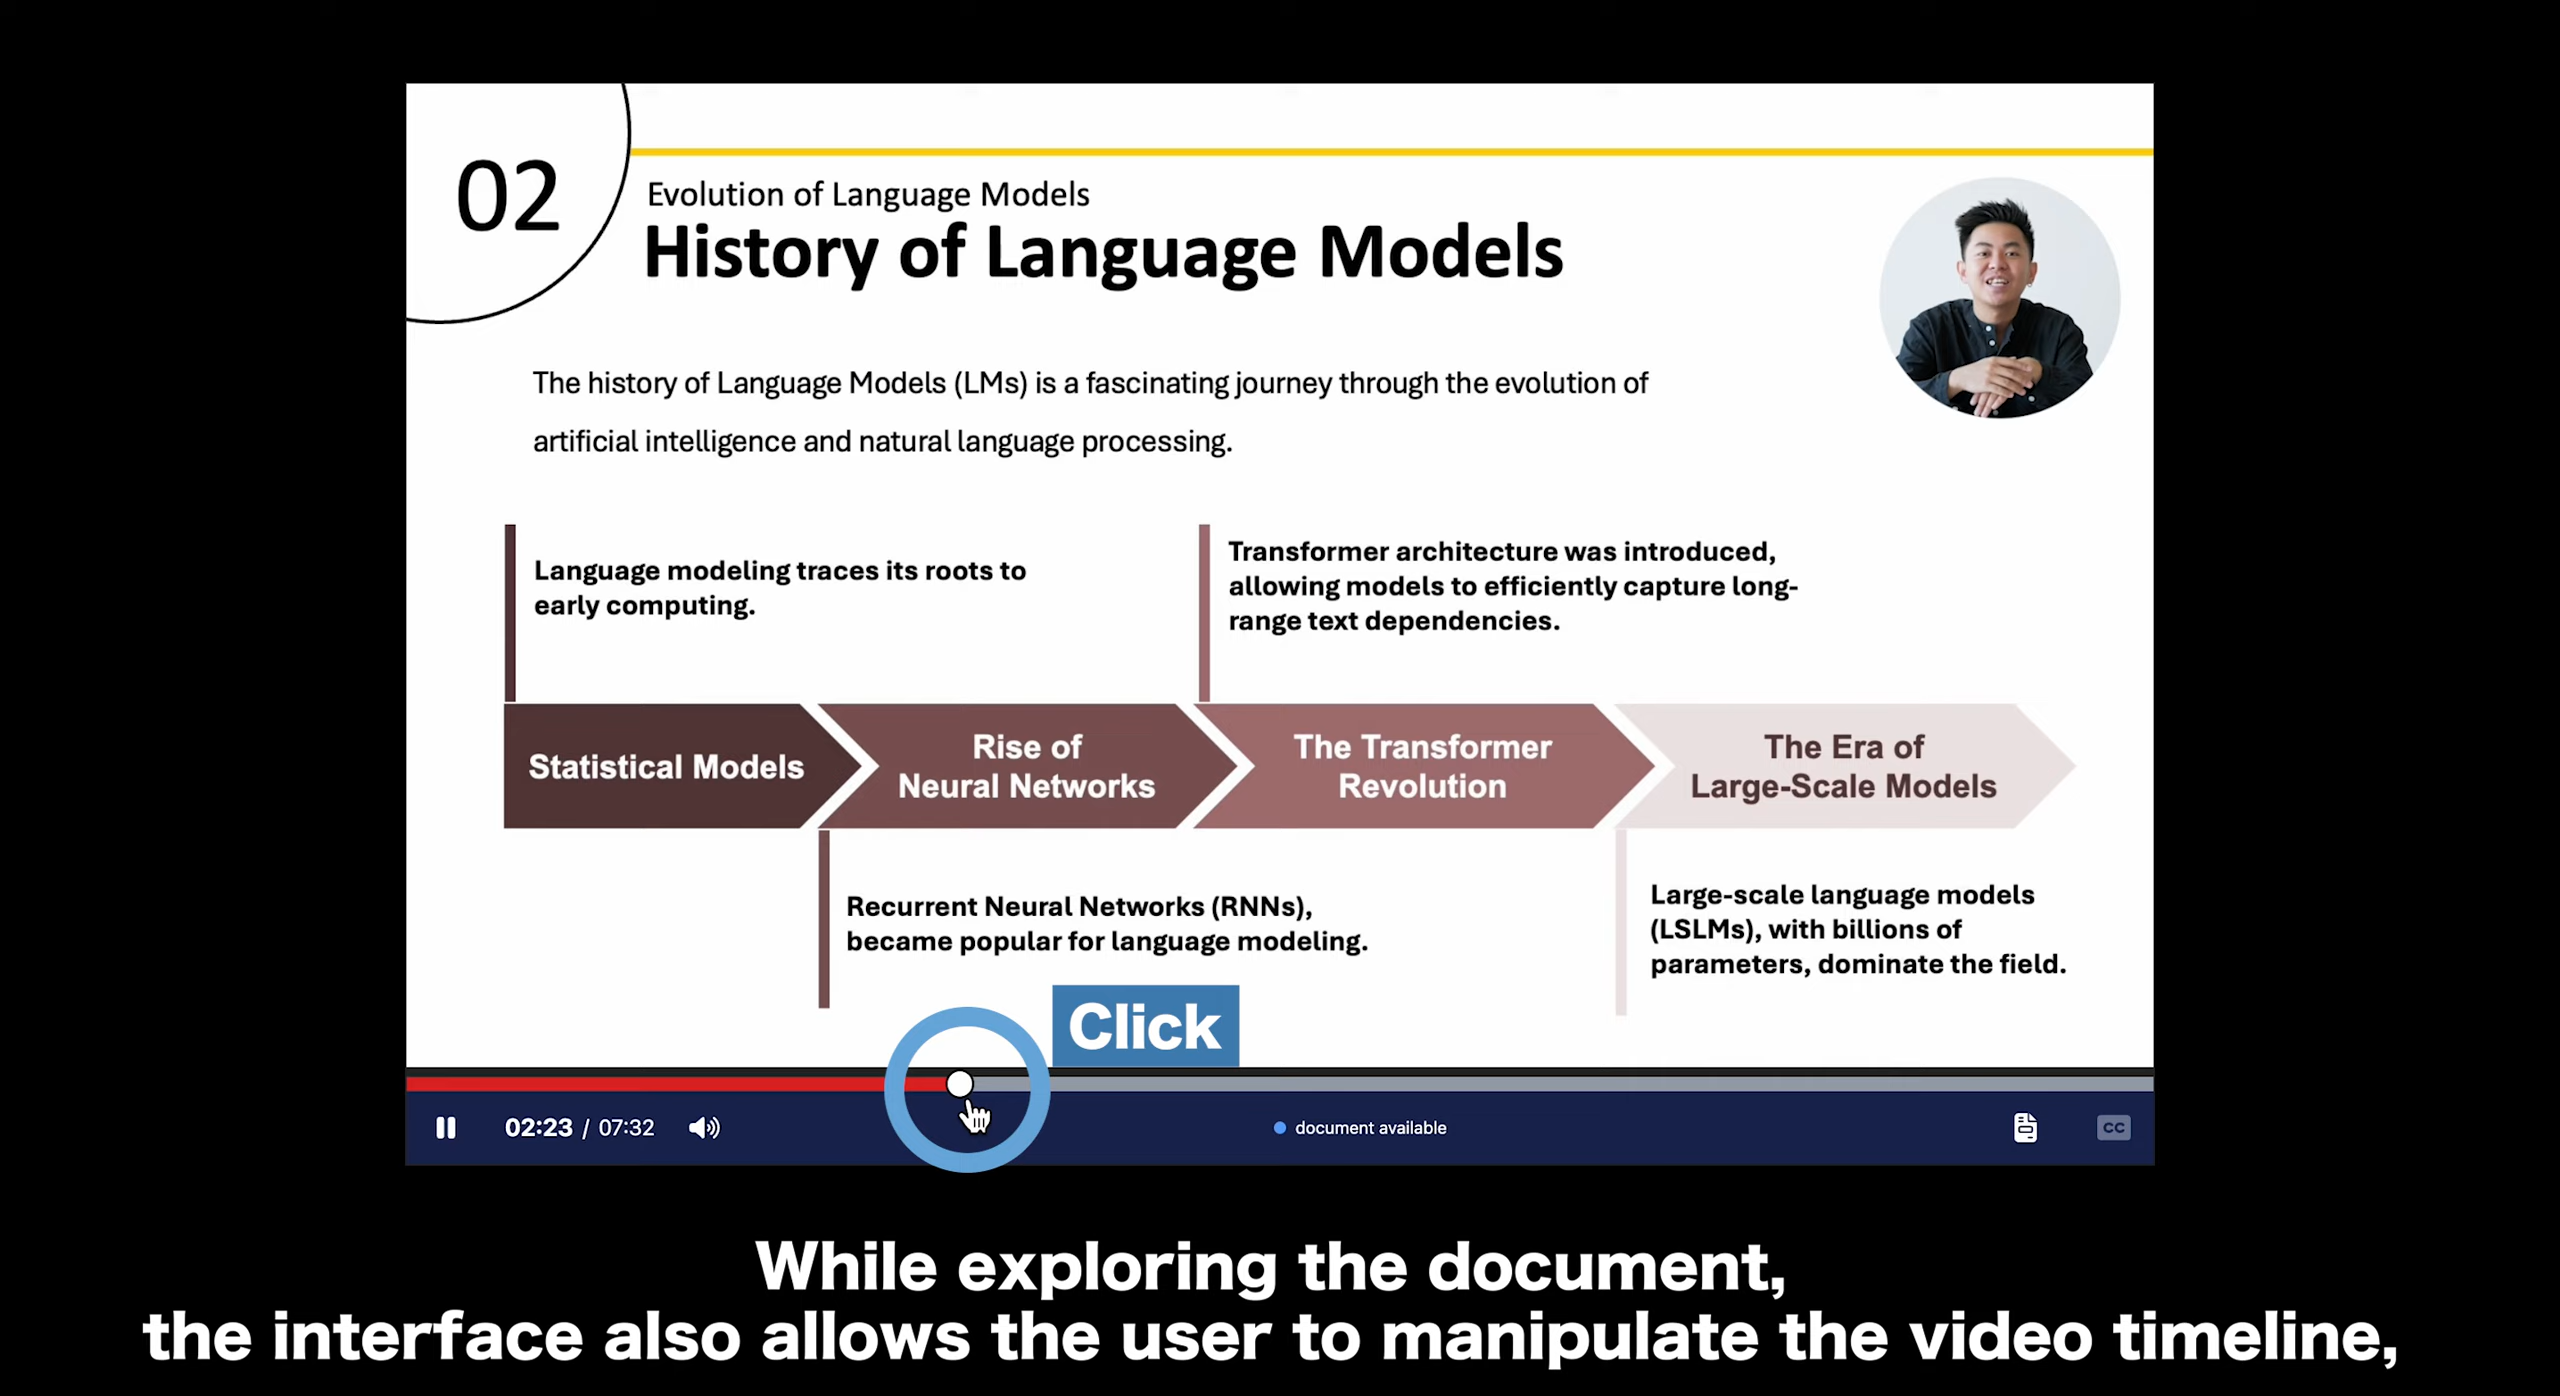 02
Evolution of Language Models
History of Language Models
The history of Language Models (LMs) is a fascinating journey through the evolution of
artificial intelligence and natural language processing.
Language modeling traces its roots to
early computing.
Transformer architecture was introduced,
allowing models to efficiently capture long-
range text dependencies.
Statistical Models
Rise of
Neural Networks
The Transformer
Revolution
The Era of
Large-Scale Models
Recurrent Neural Networks (RNNs),
became popular for language modeling.
Large-scale language models
(LSLMs), with billions of
parameters, dominate the field.
Click
02:23 / 07:32
document available
CC
While exploring the document,
the interface also allows the user to manipulate the video timeline,